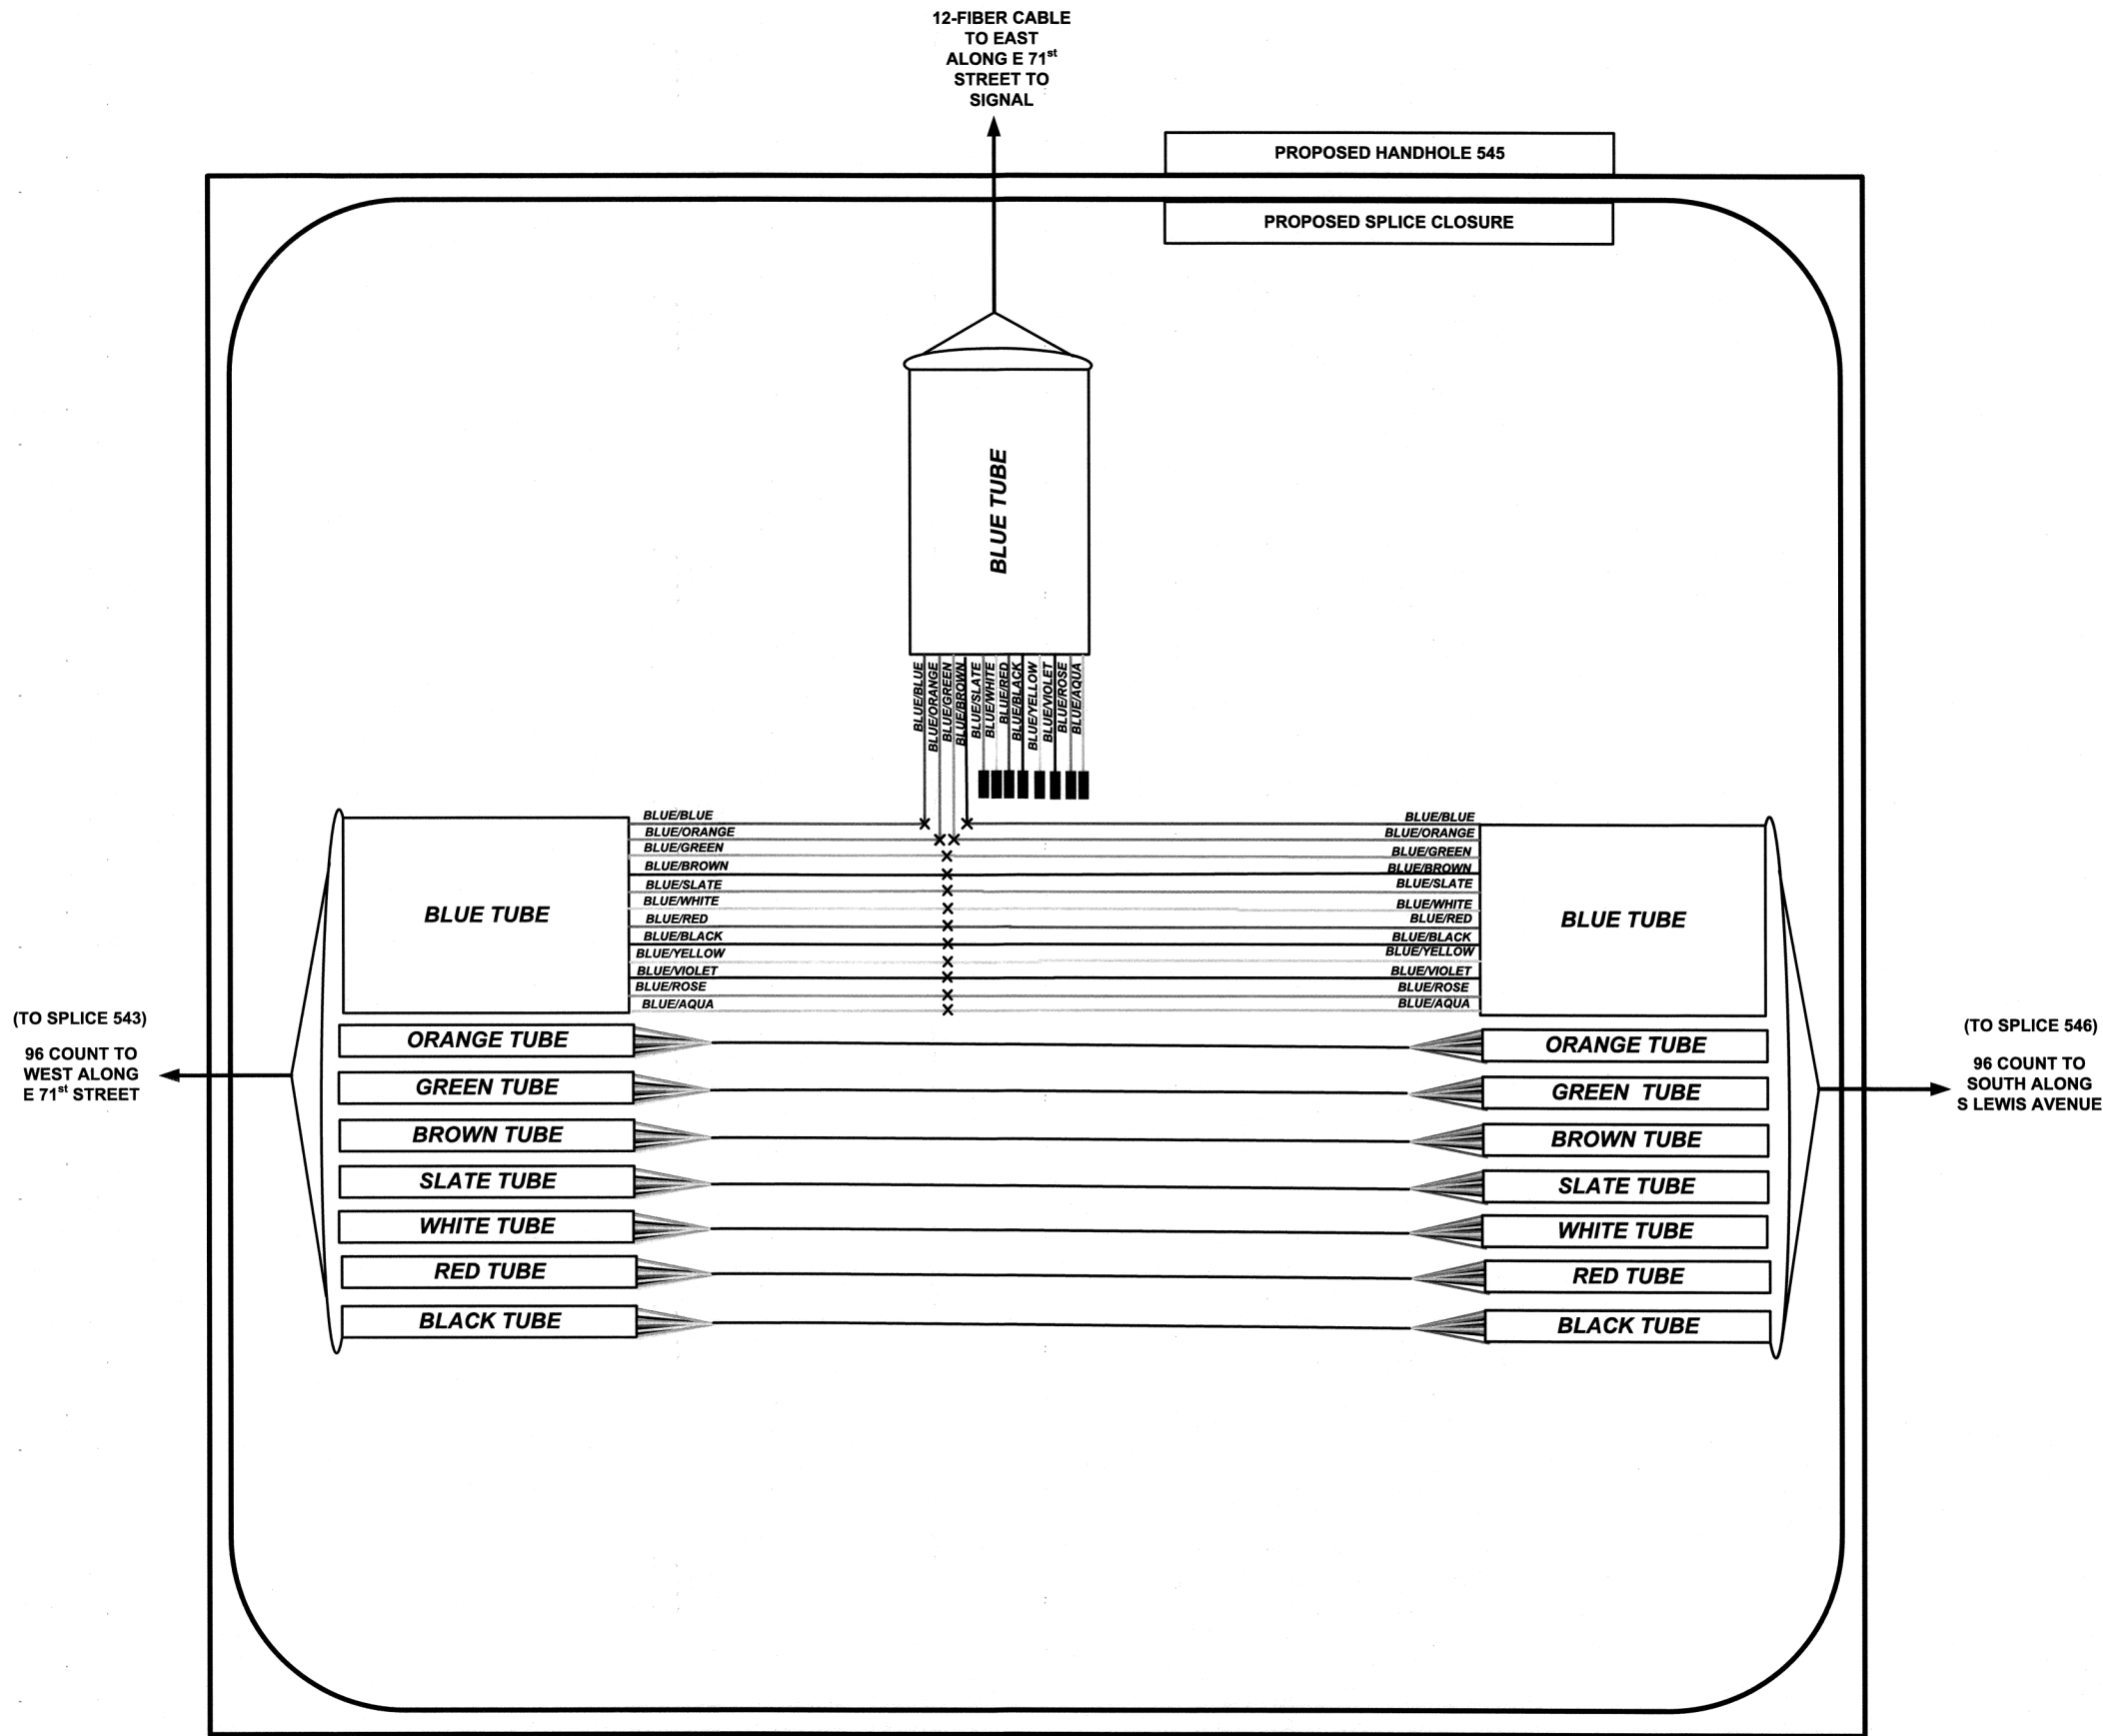 12-FIBER CABLE
TO EAST
ALONG E 71st
STREET TO
SIGNAL
PROPOSED HANDHOLE 545
PROPOSED SPLICE CLOSURE
BLUE TUBE
BLUE/BLUE
BLUE/ORANGE
BLUE/GREEN
BLUE/BROWN
BLUE/SLATE
BLUE/WHITE
BLUE/RED
BLUE/BLACK
BLUE/YELLOW
BLUE/VIOLET
BLUE/ROSE
BLUE/AQUA
(TO SPLICE 543)
96 COUNT TO
WEST ALONG
E 71st STREET
BLUE TUBE
BLUE/BLUE
BLUE/ORANGE
BLUE/GREEN
BLUE/BROWN
BLUE/SLATE
BLUE/WHITE
BLUE/RED
BLUE/BLACK
BLUE/YELLOW
BLUE/VIOLET
BLUE/ROSE
BLUE/AQUA
ORANGE TUBE
GREEN TUBE
BROWN TUBE
SLATE TUBE
WHITE TUBE
RED TUBE
BLACK TUBE
BLUE/BLUE
BLUE/ORANGE
BLUE/GREEN
BLUE/BROWN
BLUE/SLATE
BLUE/WHITE
BLUE/RED
BLUE/BLACK
BLUE/YELLOW
BLUE/VIOLET
BLUE/ROSE
BLUE/AQUA
BLUE TUBE
ORANGE TUBE
GREEN TUBE
BROWN TUBE
SLATE TUBE
WHITE TUBE
RED TUBE
BLACK TUBE
(TO SPLICE 546)
96 COUNT TO
SOUTH ALONG
S LEWIS AVENUE